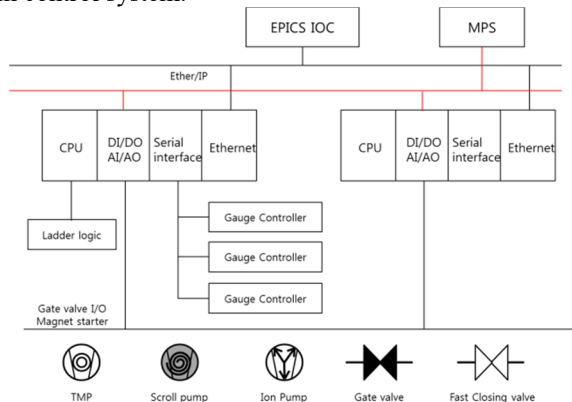 control system.
EPICS IOC
MPS
Ether/IP
CPU
DI/DO
AI/AO
Serial
interface
Ethernet
CPU
DI/DO
AI/AO
Serial
interface
Ethernet
Ladder logic
Gauge Controller
Gauge Controller
Gauge Controller
Gate valve I/O
Magnet starter
TMP
Scroll pump
Ion Pump
Gate valve
Fast Closing valve